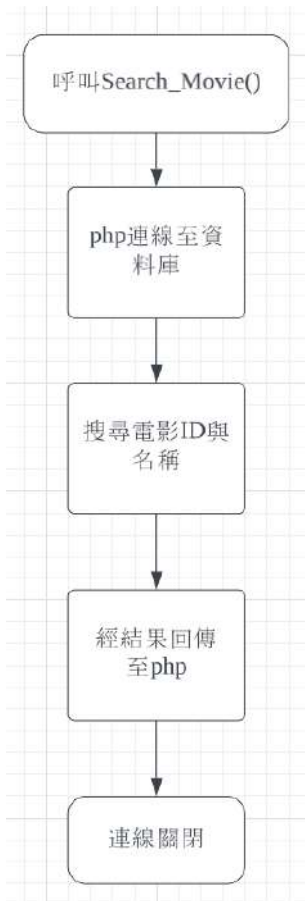 呼叫Search_Movie()
php連線至資
料庫
搜尋電影ID與
名稱
經結果回傳
至php
連線關閉